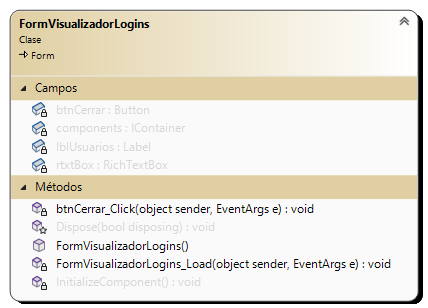 FormVisualizadorLogins
Clase
Form
Campos
btnCerrar : Button
components : IContainer
lblUsuarios : Label
rtxtBox : RichTextBox
Métodos
btnCerrar_Click(object sender, EventArgs e) : void
Dispose(bool disposing) : void
FormVisualizadorLogins()
FormVisualizadorLogins_Load(object sender, EventArgs e) : void
InitializeComponent() : void